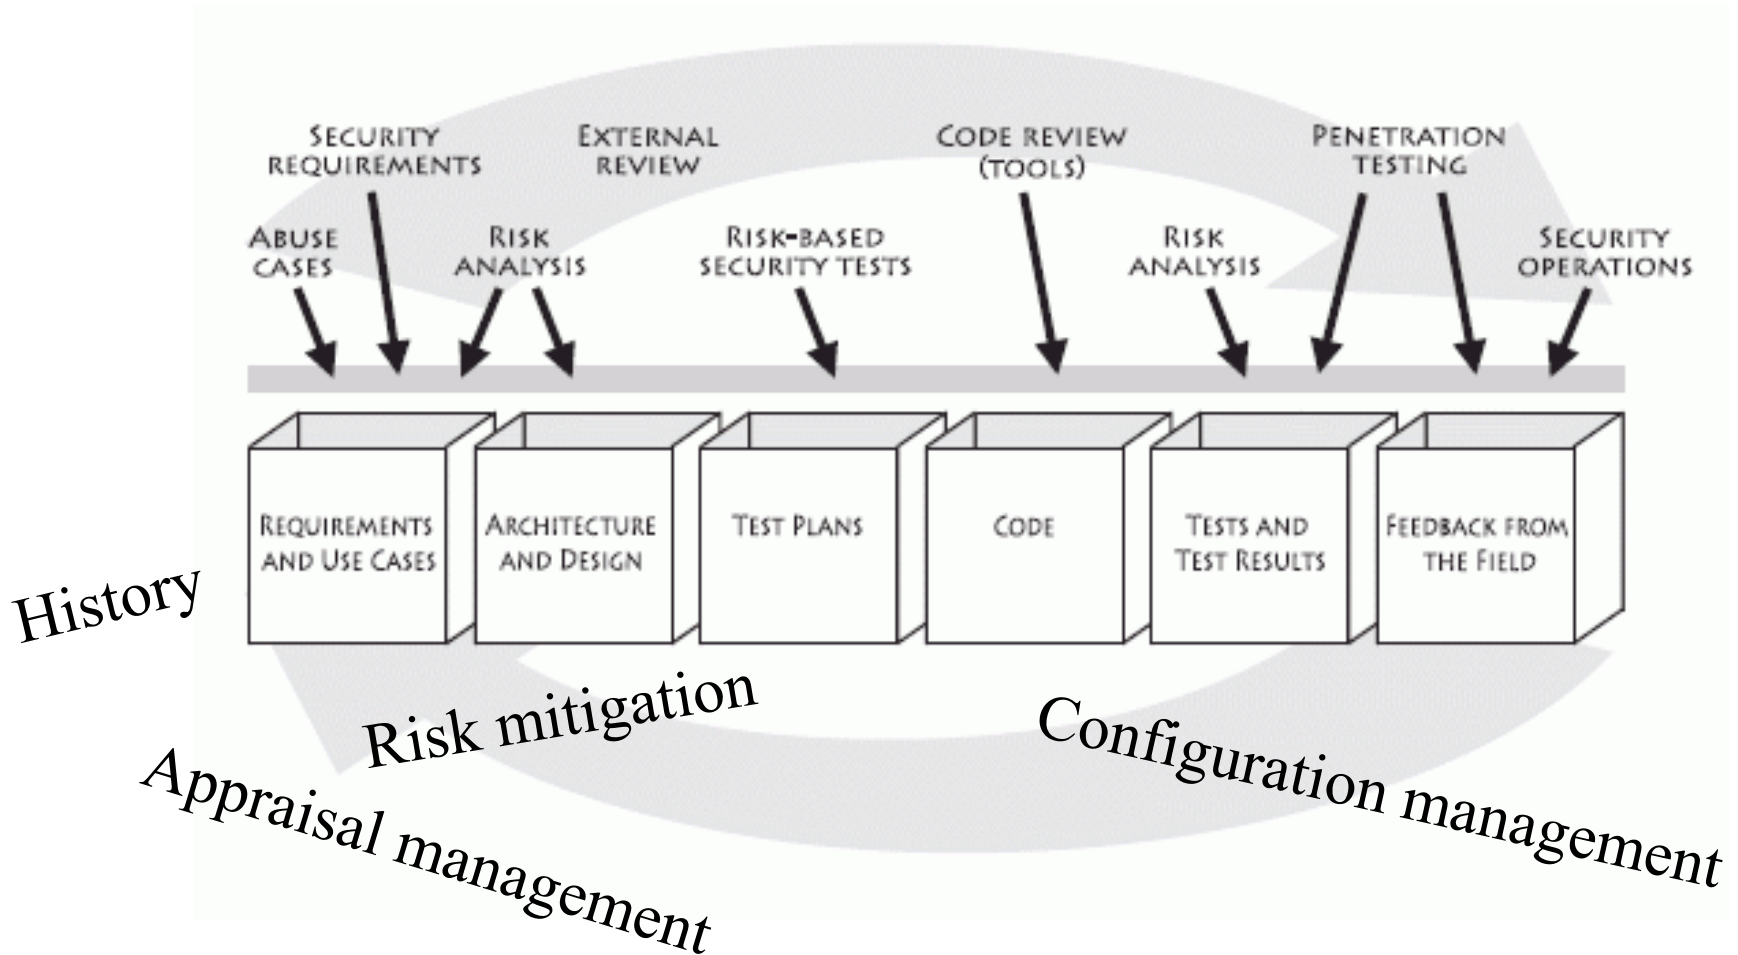 SECURITY
REQUIREMENTS
EXTERNAL
REVIEW
CODE REVIEW
(TOOLS)
PENETRATION
TESTING
ABUSE
CASES
RISK
ANALYSIS
RISK-BASED
SECURITY TESTS
RISK
ANALYSIS
SECURITY
OPERATIONS
REQUIREMENTS
AND USE CASES
ARCHITECTURE
AND DESIGN
TEST PLANS
CODE
TESTS AND
TEST RESULTS
FEEDBACK FROM
THE FIELD
History
Risk mitigation
Configuration management
Appraisal management